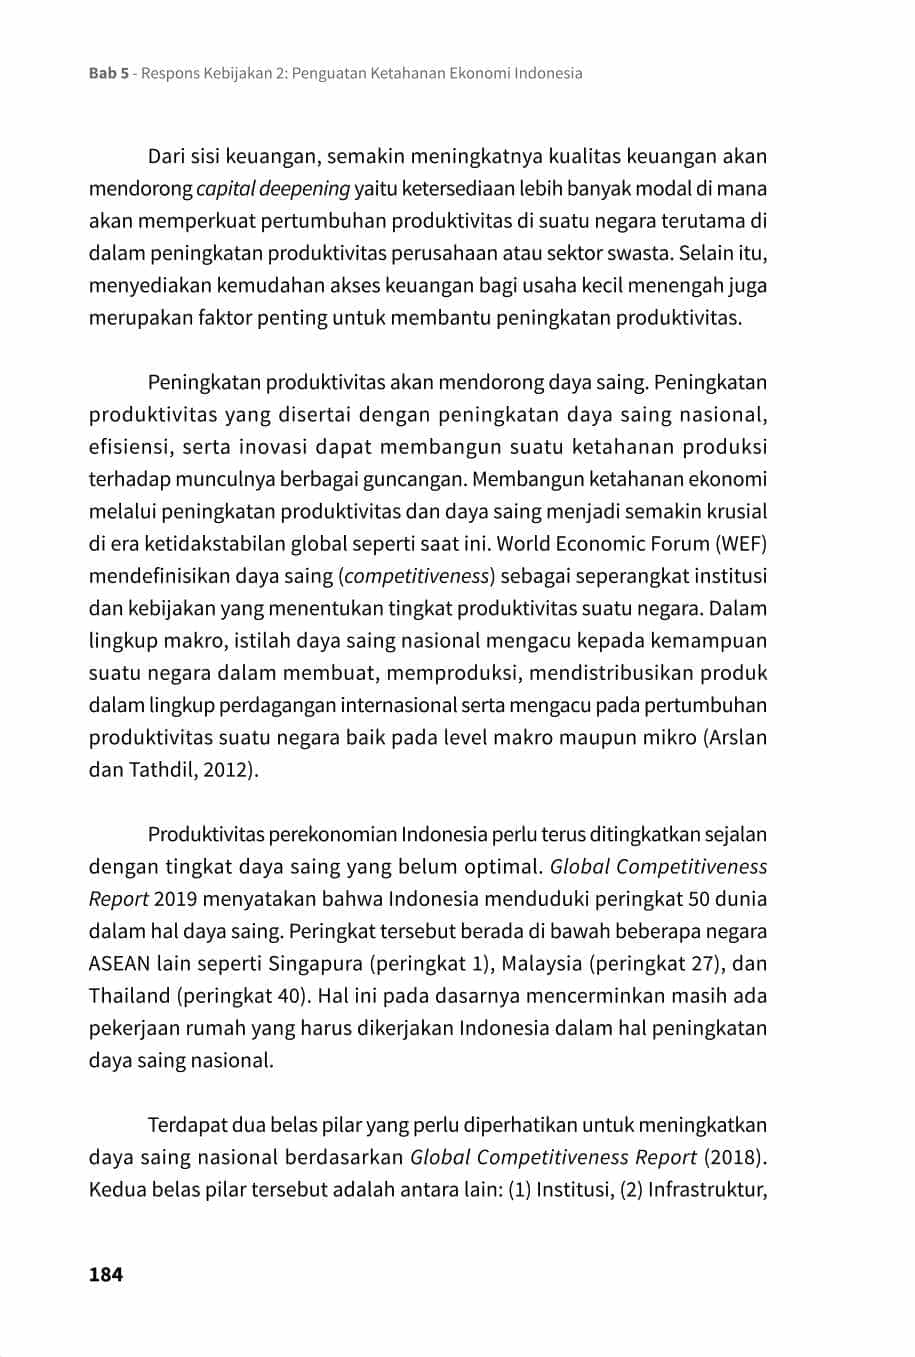 Bab 5 - Respons Kebijakan 2: Penguatan Ketahanan Ekonomi Indonesia
Dari sisi keuangan, semakin meningkatnya kualitas keuangan akan
mendorong capital deepening yaitu ketersediaan lebih banyak modal di mana
akan memperkuat pertumbuhan produktivitas di suatu negara terutama di
dalam peningkatan produktivitas perusahaan atau sektor swasta. Selain itu,
menyediakan kemudahan akses keuangan bagi usaha kecil menengah juga
merupakan faktor penting untuk membantu peningkatan produktivitas.
Peningkatan produktivitas akan mendorong daya saing. Peningkatan
produktivitas yang disertai dengan peningkatan daya saing nasional,
efisiensi, serta inovasi dapat membangun suatu ketahanan produksi
terhadap munculnya berbagai guncangan. Membangun ketahanan ekonomi
melalui peningkatan produktivitas dan daya saing menjadi semakin krusial
di era ketidakstabilan global seperti saat ini. World Economic Forum (WEF)
mendefinisikan daya saing (competitiveness) sebagai seperangkat institusi
dan kebijakan yang menentukan tingkat produktivitas suatu negara. Dalam
lingkup makro, istilah daya saing nasional mengacu kepada kemampuan
suatu negara dalam membuat, memproduksi, mendistribusikan produk
dalam lingkup perdagangan internasional serta mengacu pada pertumbuhan
produktivitas suatu negara baik pada level makro maupun mikro (Arslan
dan Tathdil, 2012).
Produktivitas perekonomian Indonesia perlu terus ditingkatkan sejalan
dengan tingkat daya saing yang belum optimal. Global Competitiveness
Report 2019 menyatakan bahwa Indonesia menduduki peringkat 50 dunia
dalam hal daya saing. Peringkat tersebut berada di bawah beberapa negara
ASEAN lain seperti Singapura (peringkat 1), Malaysia (peringkat 27), dan
Thailand (peringkat 40). Hal ini pada dasarnya mencerminkan masih ada
pekerjaan rumah yang harus dikerjakan Indonesia dalam hal peningkatan
daya saing nasional.
Terdapat dua belas pilar yang perlu diperhatikan untuk meningkatkan
daya saing nasional berdasarkan Global Competitiveness Report (2018).
Kedua belas pilar tersebut adalah antara lain: (1) Institusi, (2) Infrastruktur,
184